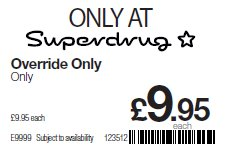 ONLY AT
Superdrug
Override Only
Only
£9.95
each
£9.95 each
E9999 Subject to availability 123512